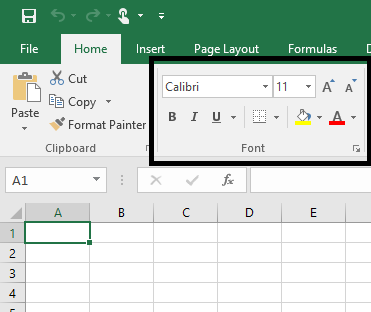 File Home Insert Page Layout Formulas D
Cut
Copy
Format Painter
Paste
Clipboard
Calibri 11 A A
B I U A
Font
A1 fx
A B C D E
1
2
3
4